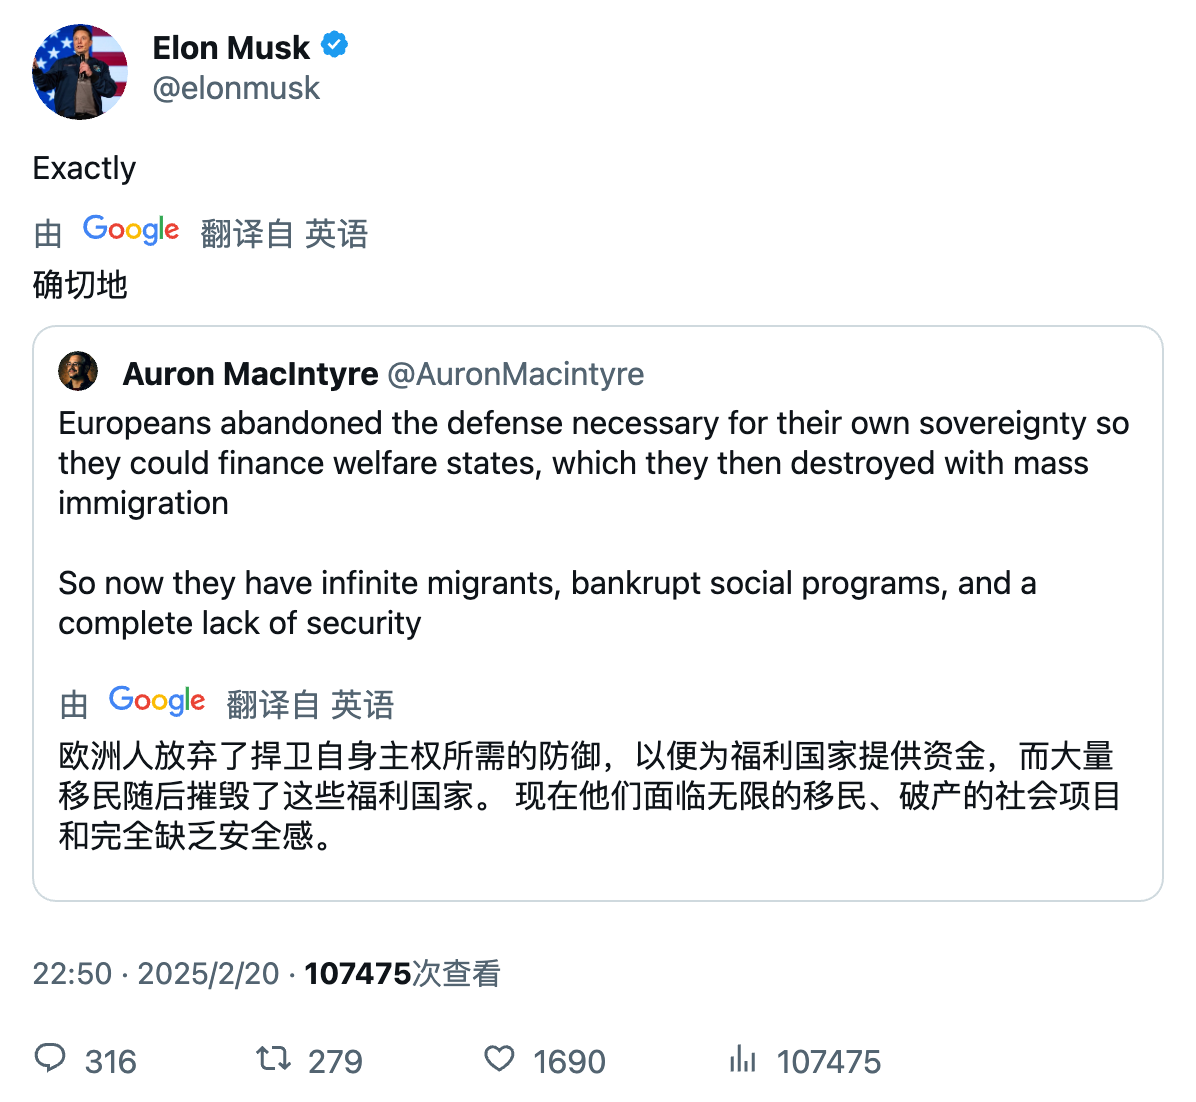 Elon Musk
@elonmusk
Exactly
由 Google 翻译自 英语
确切地
Auron MacIntyre @AuronMacintyre
Europeans abandoned the defense necessary for their own sovereignty so
they could finance welfare states, which they then destroyed with mass
immigration
So now they have infinite migrants, bankrupt social programs, and a
complete lack of security
由 Google 翻译自 英语
欧洲人放弃了捍卫自身主权所需的防御，以便为福利国家提供资金，而大量
移民随后摧毁了这些福利国家。 现在他们面临无限的移民、破产的社会项目
和完全缺乏安全感。
22:50 · 2025/2/20 · 107475次查看
316 279 1690 107475